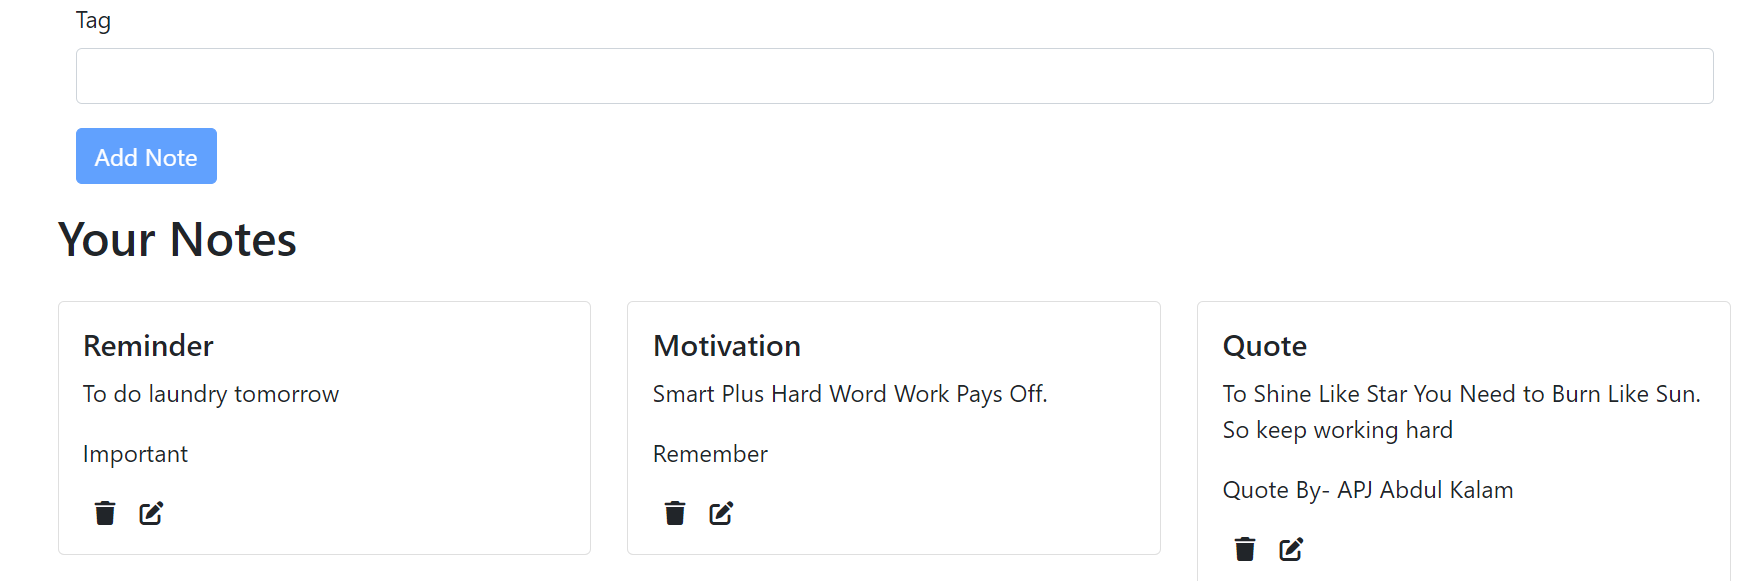 Tag
Add Note
Your Notes
Reminder
To do laundry tomorrow
Important
Motivation
Smart Plus Hard Word Work Pays Off.
Remember
Quote
To Shine Like Star You Need to Burn Like Sun.
So keep working hard
Quote By- APJ Abdul Kalam